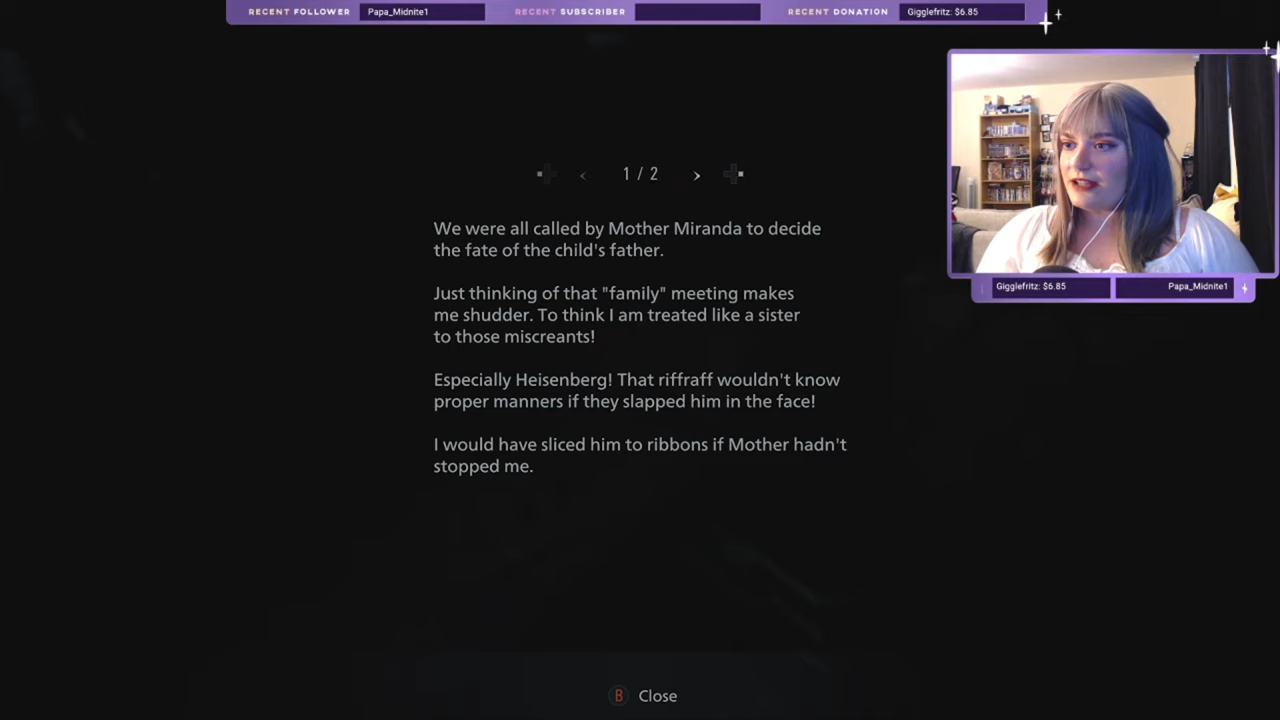 RECENT FOLLOWER Papa_Midnite1 RECENT SUBSCRIBER RECENT DONATION Gigglefritz: $6.85
Gigglefritz: $6.85 Papa_Midnite1
1 / 2
We were all called by Mother Miranda to decide
the fate of the child's father.
Just thinking of that "family" meeting makes
me shudder. To think I am treated like a sister
to those miscreants!
Especially Heisenberg! That riffraff wouldn't know
proper manners if they slapped him in the face!
I would have sliced him to ribbons if Mother hadn't
stopped me.
B Close